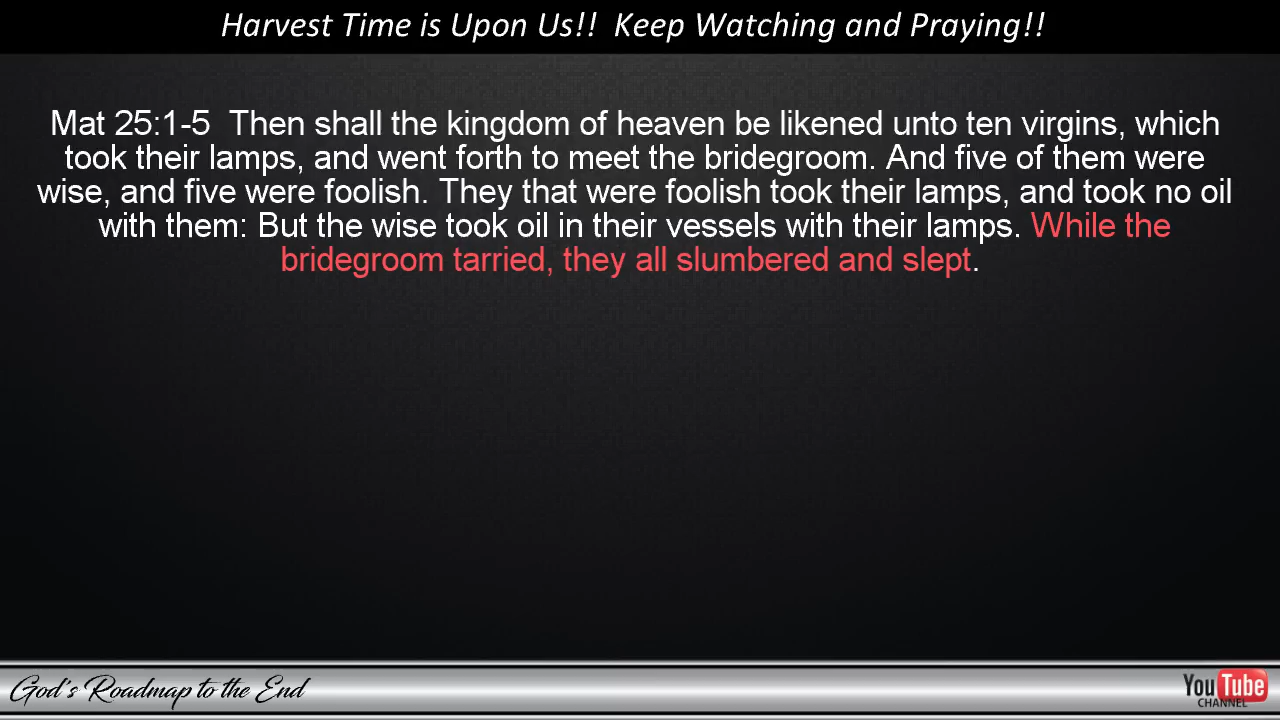 Harvest Time is Upon Us!!  Keep Watching and Praying!!
Mat 25:1-5  Then shall the kingdom of heaven be likened unto ten virgins, which
took their lamps, and went forth to meet the bridegroom. And five of them were
wise, and five were foolish. They that were foolish took their lamps, and took no oil
with them: But the wise took oil in their vessels with their lamps. While the
bridegroom tarried, they all slumbered and slept.
God's Roadmap to the End
YouTube
CHANNEL